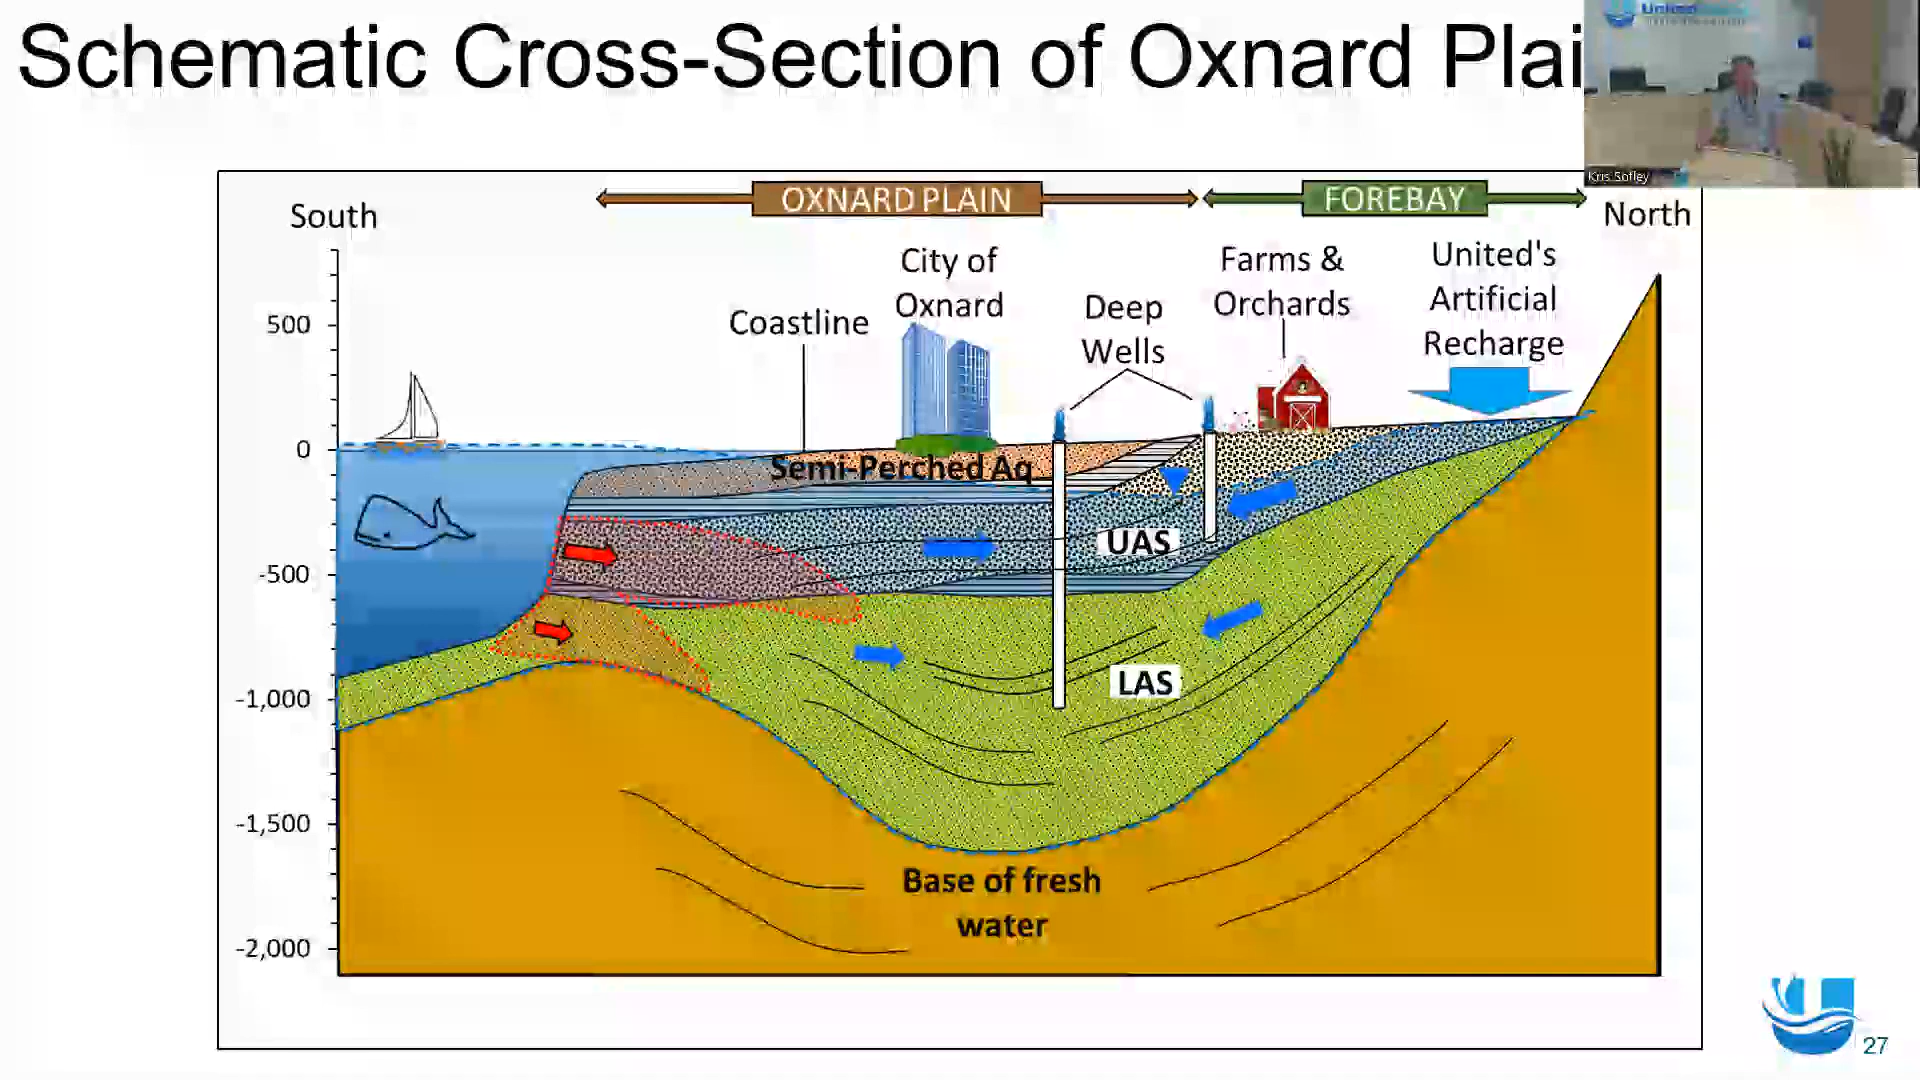 Schematic Cross-Section of Oxnard Plai
Kris Sofley
OXNARD PLAIN
FOREBAY
South
North
City of
Oxnard
Farms &
Orchards
United's
Artificial
Recharge
Deep
Wells
Coastline
500
0
-500
-1,000
-1,500
-2,000
Semi-Perched Aq
UAS
LAS
Base of fresh
water
27